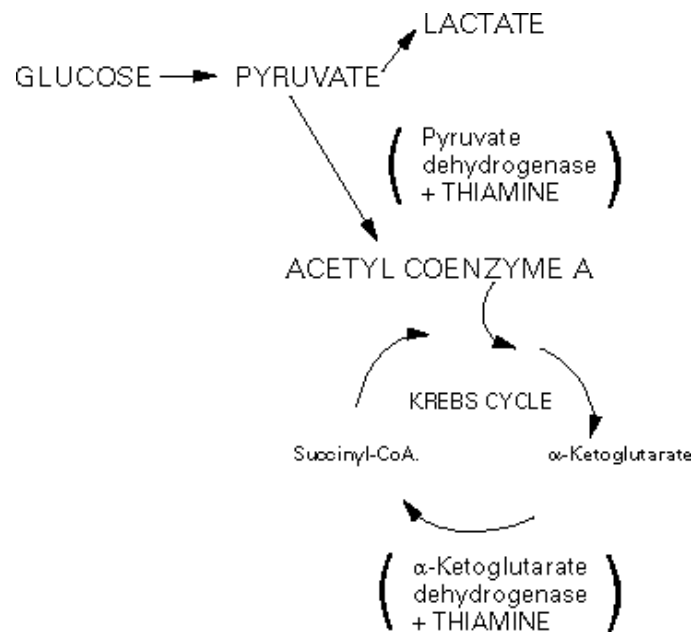 LACTATE
GLUCOSE PYRUVATE
Pyruvate
dehydrogenase
+ THIAMINE
ACETYL COENZYME A
KREBS CYCLE
Succinyl-CoA. α-Ketoglutarate
α-Ketoglutarate
dehydrogenase
+ THIAMINE